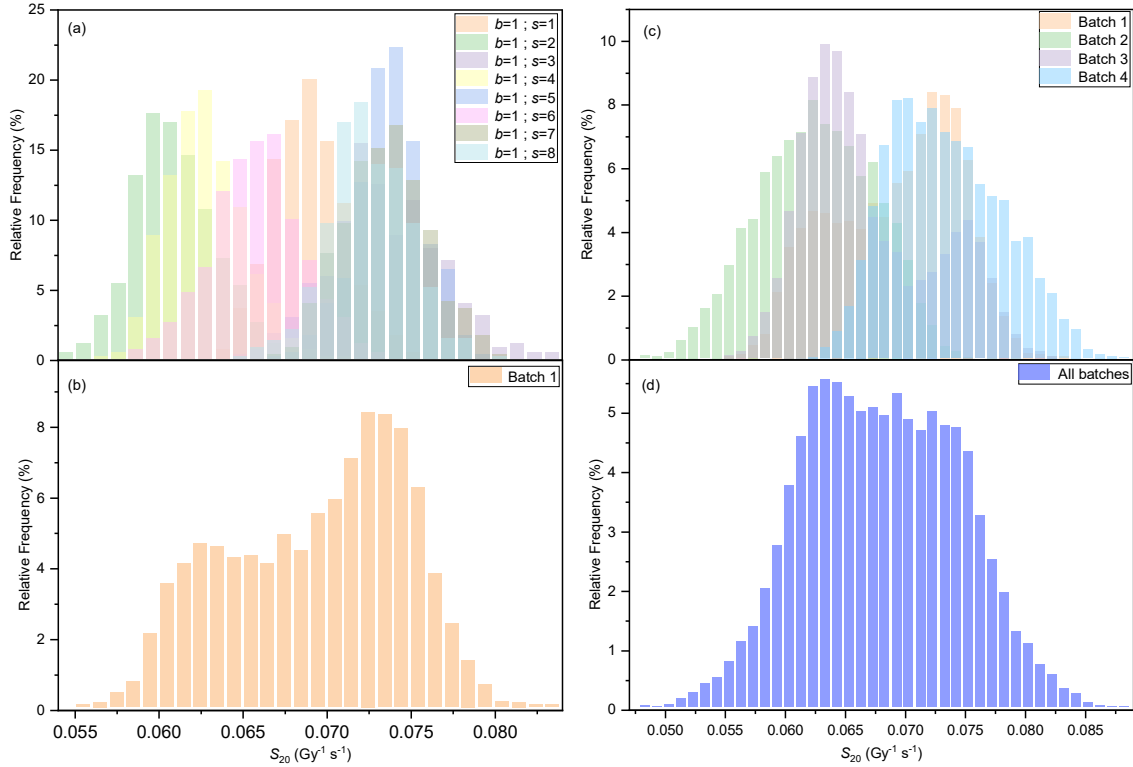 (a)
b=1 ; s=1
b=1 ; s=2
b=1 ; s=3
b=1 ; s=4
b=1 ; s=5
b=1 ; s=6
b=1 ; s=7
b=1 ; s=8
25
20
15
10
5
0
Relative Frequency (%)
(b)
Batch 1
8
6
4
2
0
Relative Frequency (%)
0.055 0.060 0.065 0.070 0.075 0.080
S20 (Gy-1 s-1)
(c)
Batch 1
Batch 2
Batch 3
Batch 4
10
8
6
4
2
0
Relative Frequency (%)
(d)
All batches
5
4
3
2
1
0
Relative Frequency (%)
0.050 0.055 0.060 0.065 0.070 0.075 0.080 0.085
S20 (Gy-1 s-1)